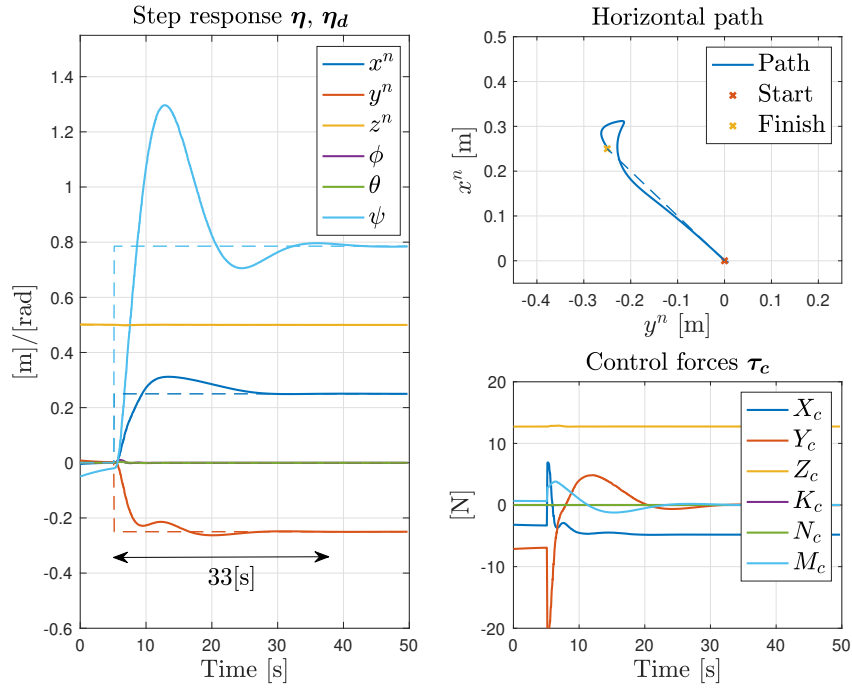 Step response η, η_d
1.4
1.2
1
0.8
0.6
0.4
0.2
0
-0.2
-0.4
-0.6
[m]/[rad]
x^n
y^n
z^n
ϕ
θ
ψ
33[s]
0 10 20 30 40 50
Time [s]
Horizontal path
0.5
0.4
0.3
0.2
0.1
0
x^n [m]
Path
Start
Finish
-0.4 -0.3 -0.2 -0.1 0 0.1 0.2
y^n [m]
Control forces τ_c
20
10
0
-10
-20
[N]
X_c
Y_c
Z_c
K_c
N_c
M_c
0 10 20 30 40 50
Time [s]